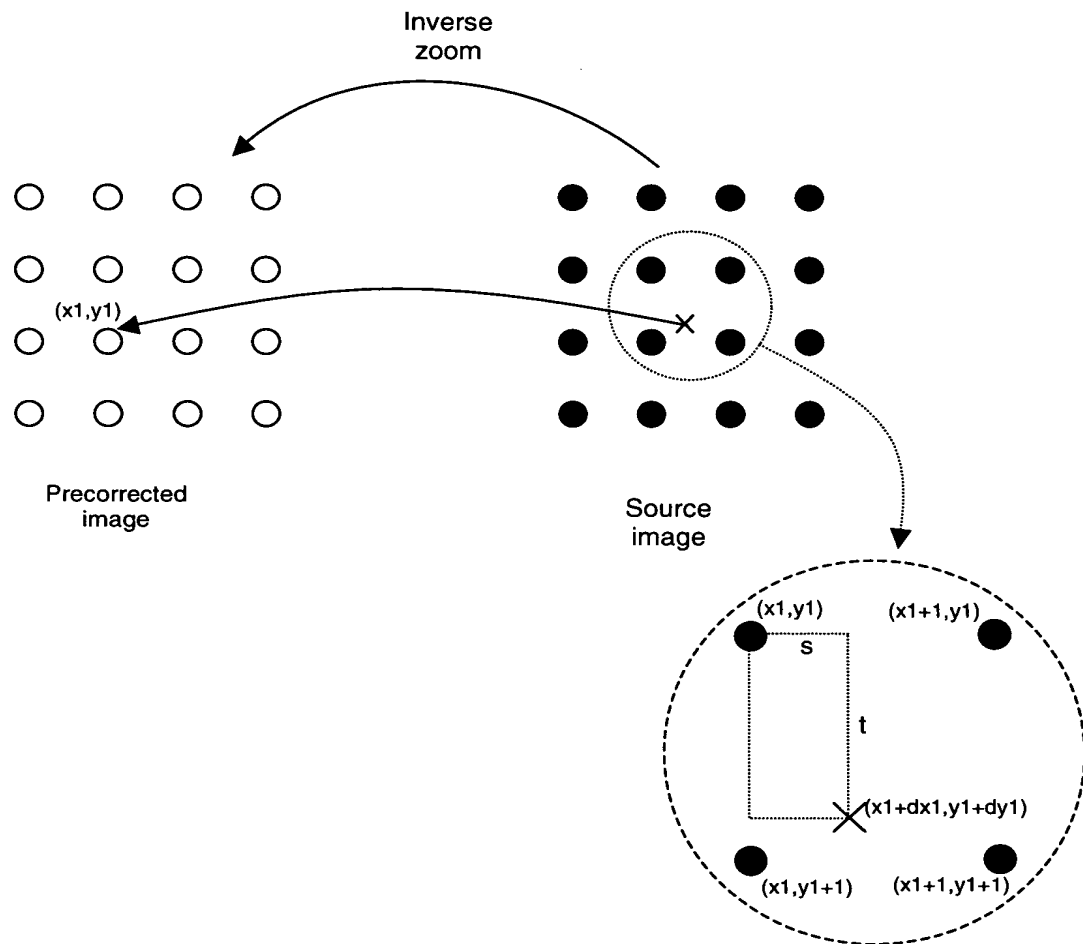 Inverse
zoom
(x1,y1)
Precorrected
image
Source
image
(x1,y1)
(x1+1,y1)
s
t
(x1+dx1,y1+dy1)
(x1,y1+1)
(x1+1,y1+1)